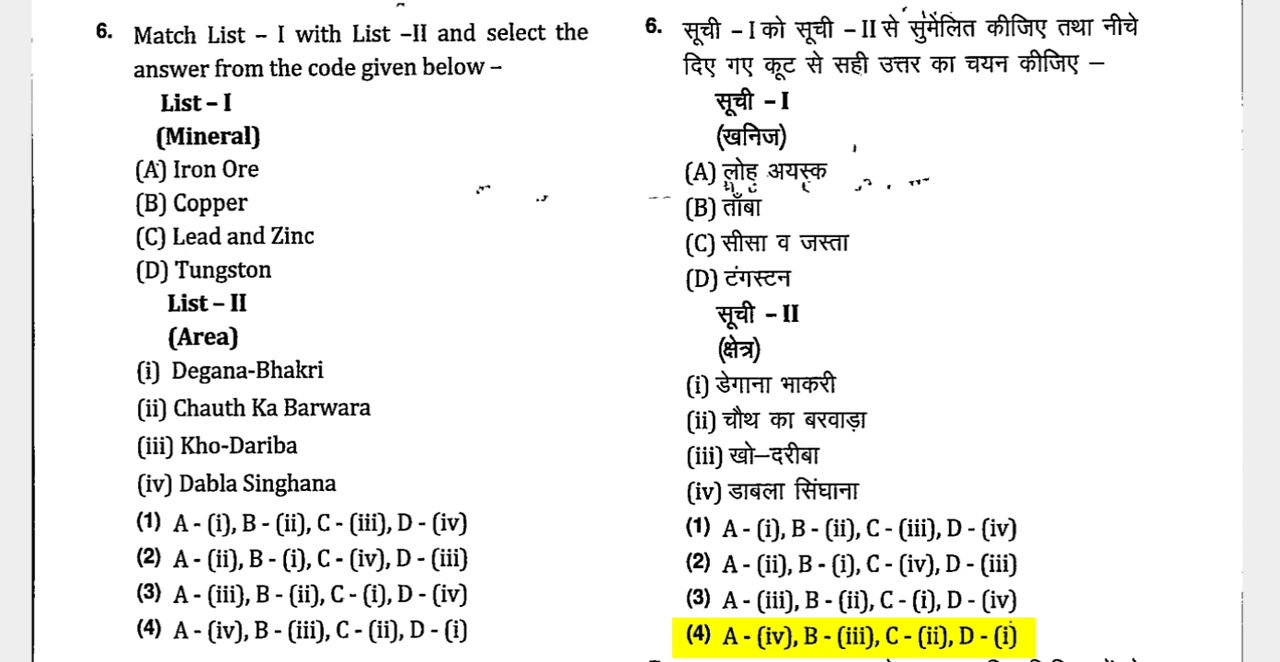 6. Match List – I with List –II and select the
answer from the code given below –
List – I
(Mineral)
(A) Iron Ore
(B) Copper
(C) Lead and Zinc
(D) Tungston
List – II
(Area)
(i) Degana-Bhakri
(ii) Chauth Ka Barwara
(iii) Kho-Dariba
(iv) Dabla Singhana
(1) A - (i), B - (ii), C - (iii), D - (iv)
(2) A - (ii), B - (i), C - (iv), D - (iii)
(3) A - (iii), B - (ii), C - (i), D - (iv)
(4) A - (iv), B - (iii), C - (ii), D - (i)
6. सूची – I को सूची – II से सुमेलित कीजिए तथा नीचे
दिए गए कूट से सही उत्तर का चयन कीजिए –
सूची – I
(खनिज)
(A) लोह अयस्क
(B) ताँबा
(C) सीसा व जस्ता
(D) टंगस्टन
सूची – II
(क्षेत्र)
(i) डेगाना भाकरी
(ii) चौथ का बरवाड़ा
(iii) खो–दरीबा
(iv) डाबला सिंघाना
(1) A - (i), B - (ii), C - (iii), D - (iv)
(2) A - (ii), B - (i), C - (iv), D - (iii)
(3) A - (iii), B - (ii), C - (i), D - (iv)
(4) A - (iv), B - (iii), C - (ii), D - (i)